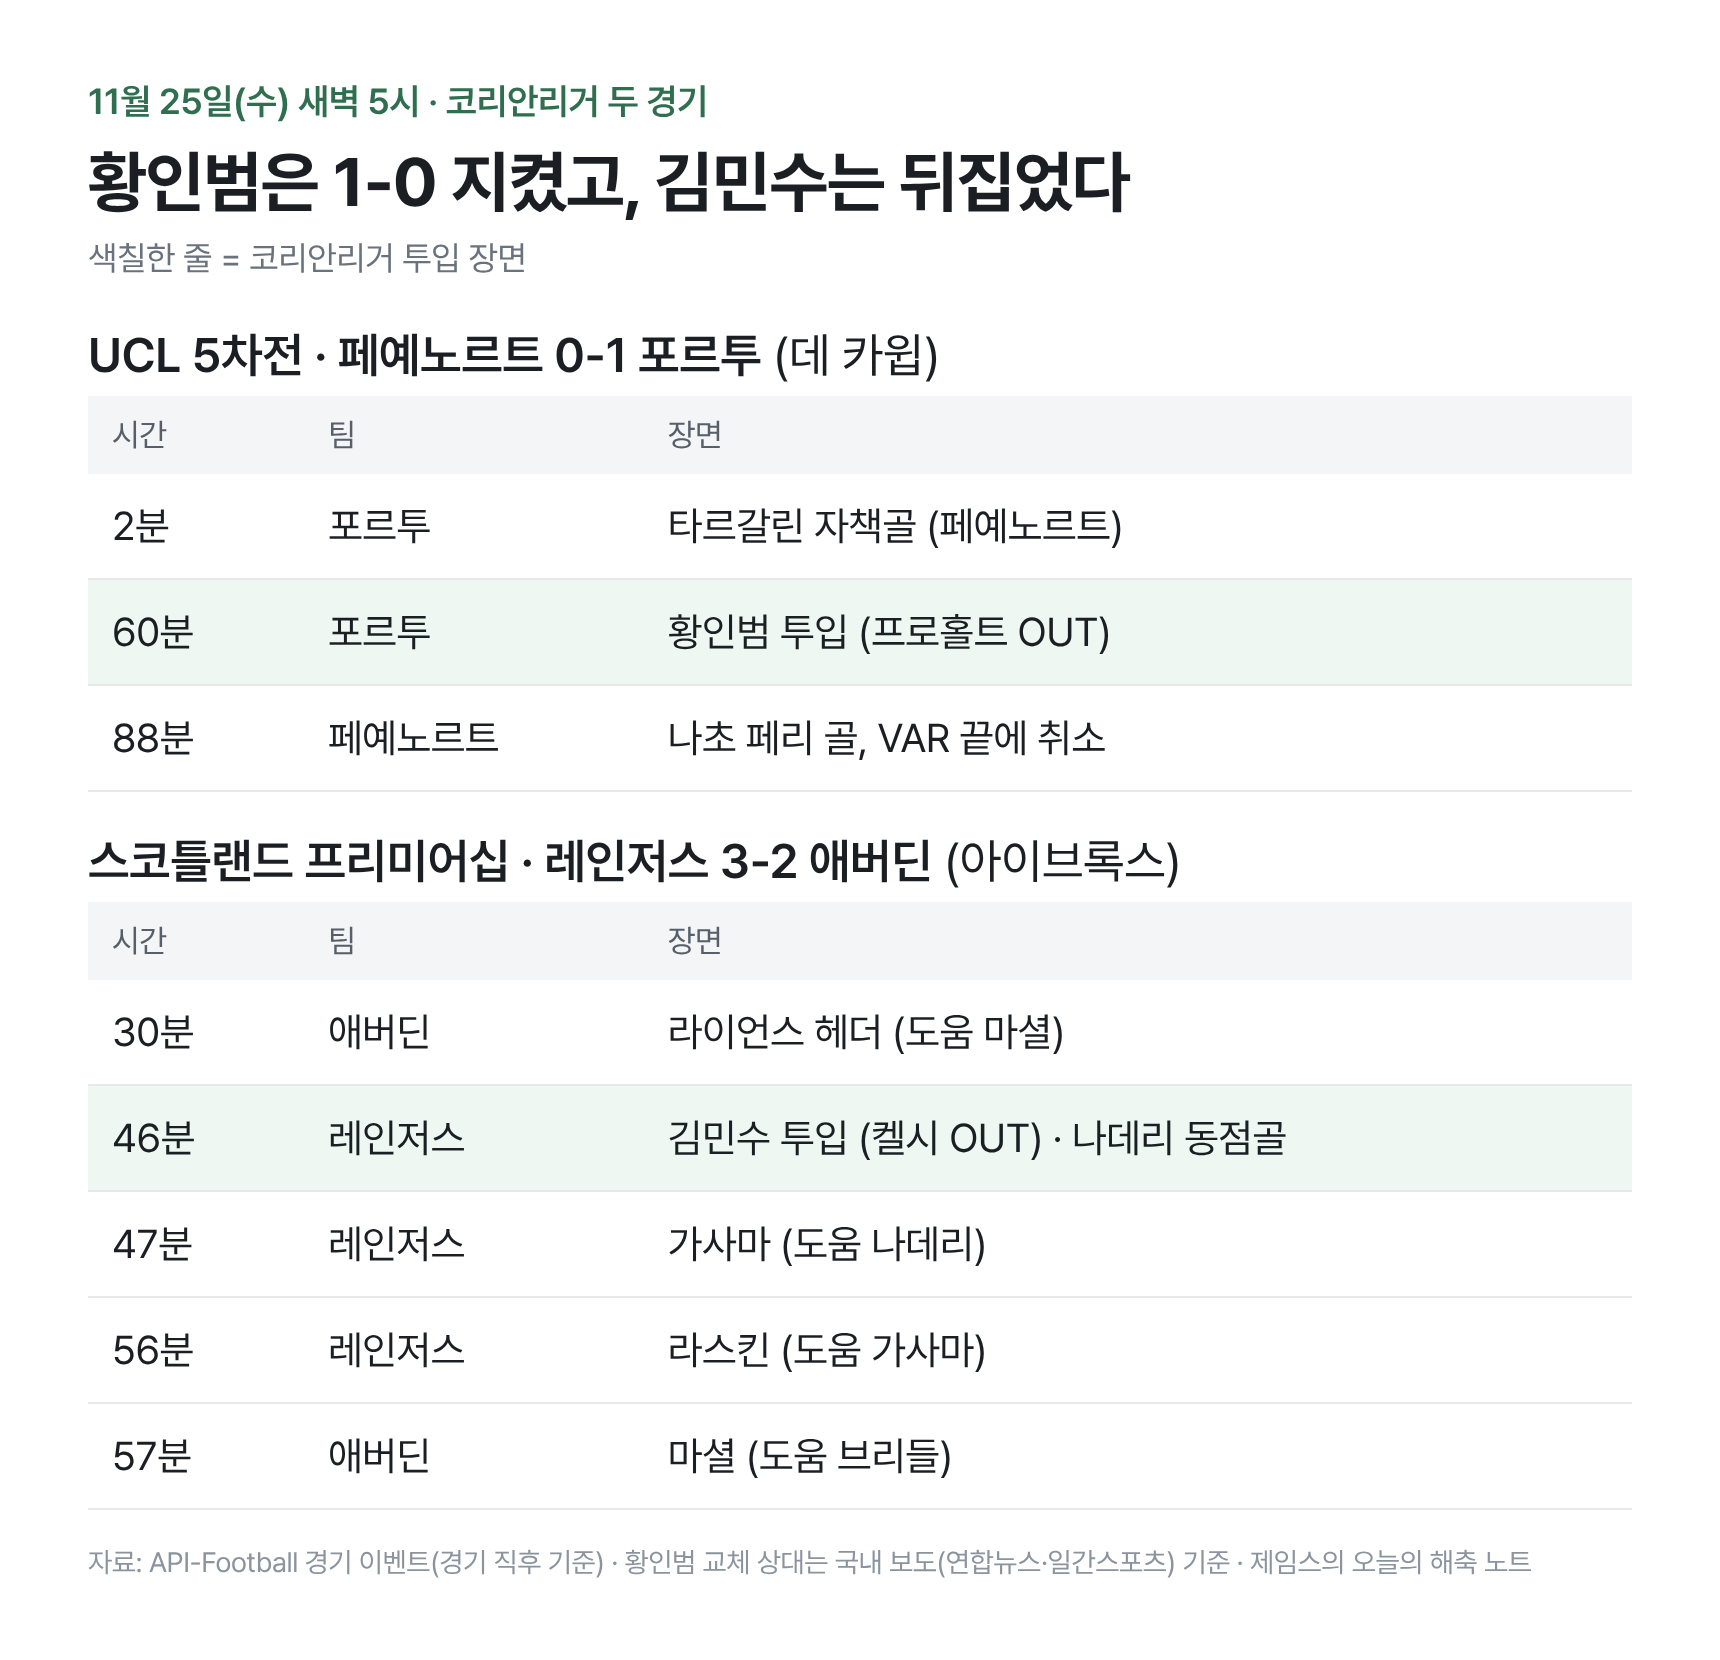 11월 25일(수) 새벽 5시 · 코리안리거 두 경기
황인범은 1-0 지켰고, 김민수는 뒤집었다
색칠한 줄 = 코리안리거 투입 장면
UCL 5차전 · 페예노르트 0-1 포르투 (데 카윕)
시간 팀 장면
2분 포르투 타르갈린 자책골 (페예노르트)
60분 포르투 황인범 투입 (프로홀트 OUT)
88분 페예노르트 나초 페리 골, VAR 끝에 취소
스코틀랜드 프리미어십 · 레인저스 3-2 애버딘 (아이브록스)
시간 팀 장면
30분 애버딘 라이언스 헤더 (도움 마셜)
46분 레인저스 김민수 투입 (켈시 OUT) · 나데리 동점골
47분 레인저스 가사마 (도움 나데리)
56분 레인저스 라스킨 (도움 가사마)
57분 애버딘 마셜 (도움 브리들)
자료: API-Football 경기 이벤트(경기 직후 기준) · 황인범 교체 상대는 국내 보도(연합뉴스·일간스포츠) 기준 · 제임스의 오늘의 해축 노트